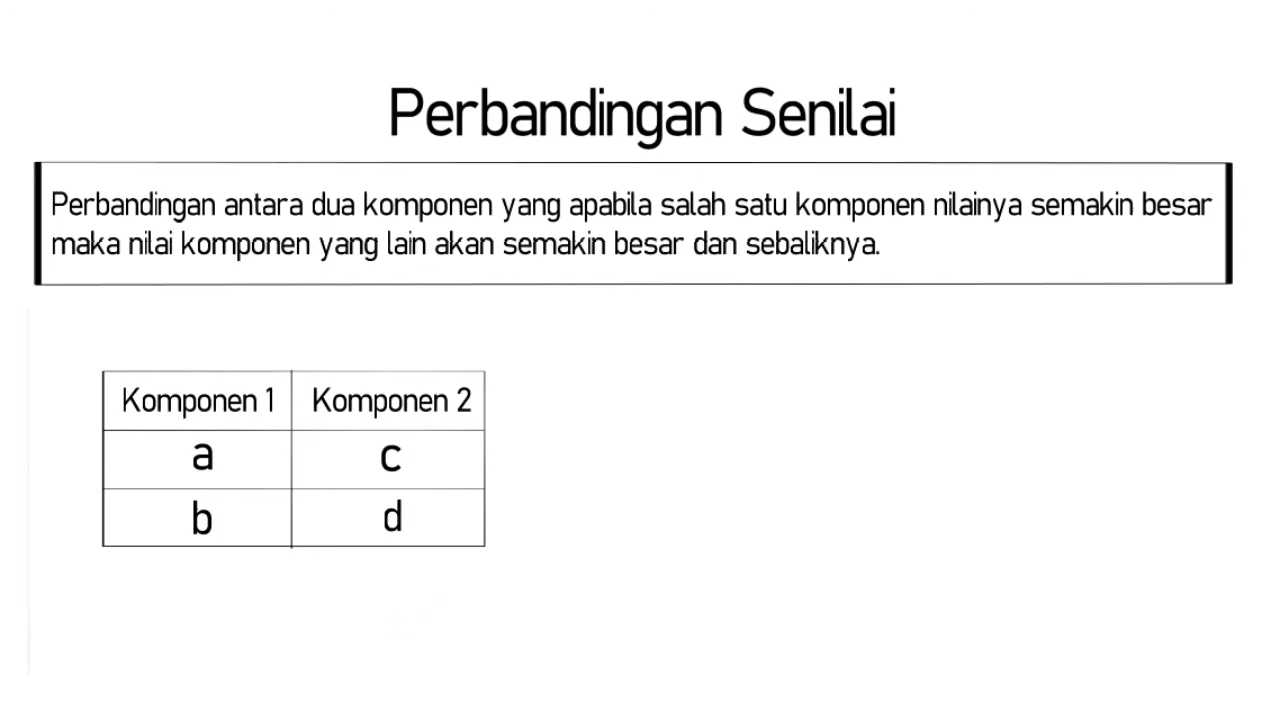 Perbandingan Senilai
Perbandingan antara dua komponen yang apabila salah satu komponen nilainya semakin besar
maka nilai komponen yang lain akan semakin besar dan sebaliknya.
Komponen 1 Komponen 2
a c
b d